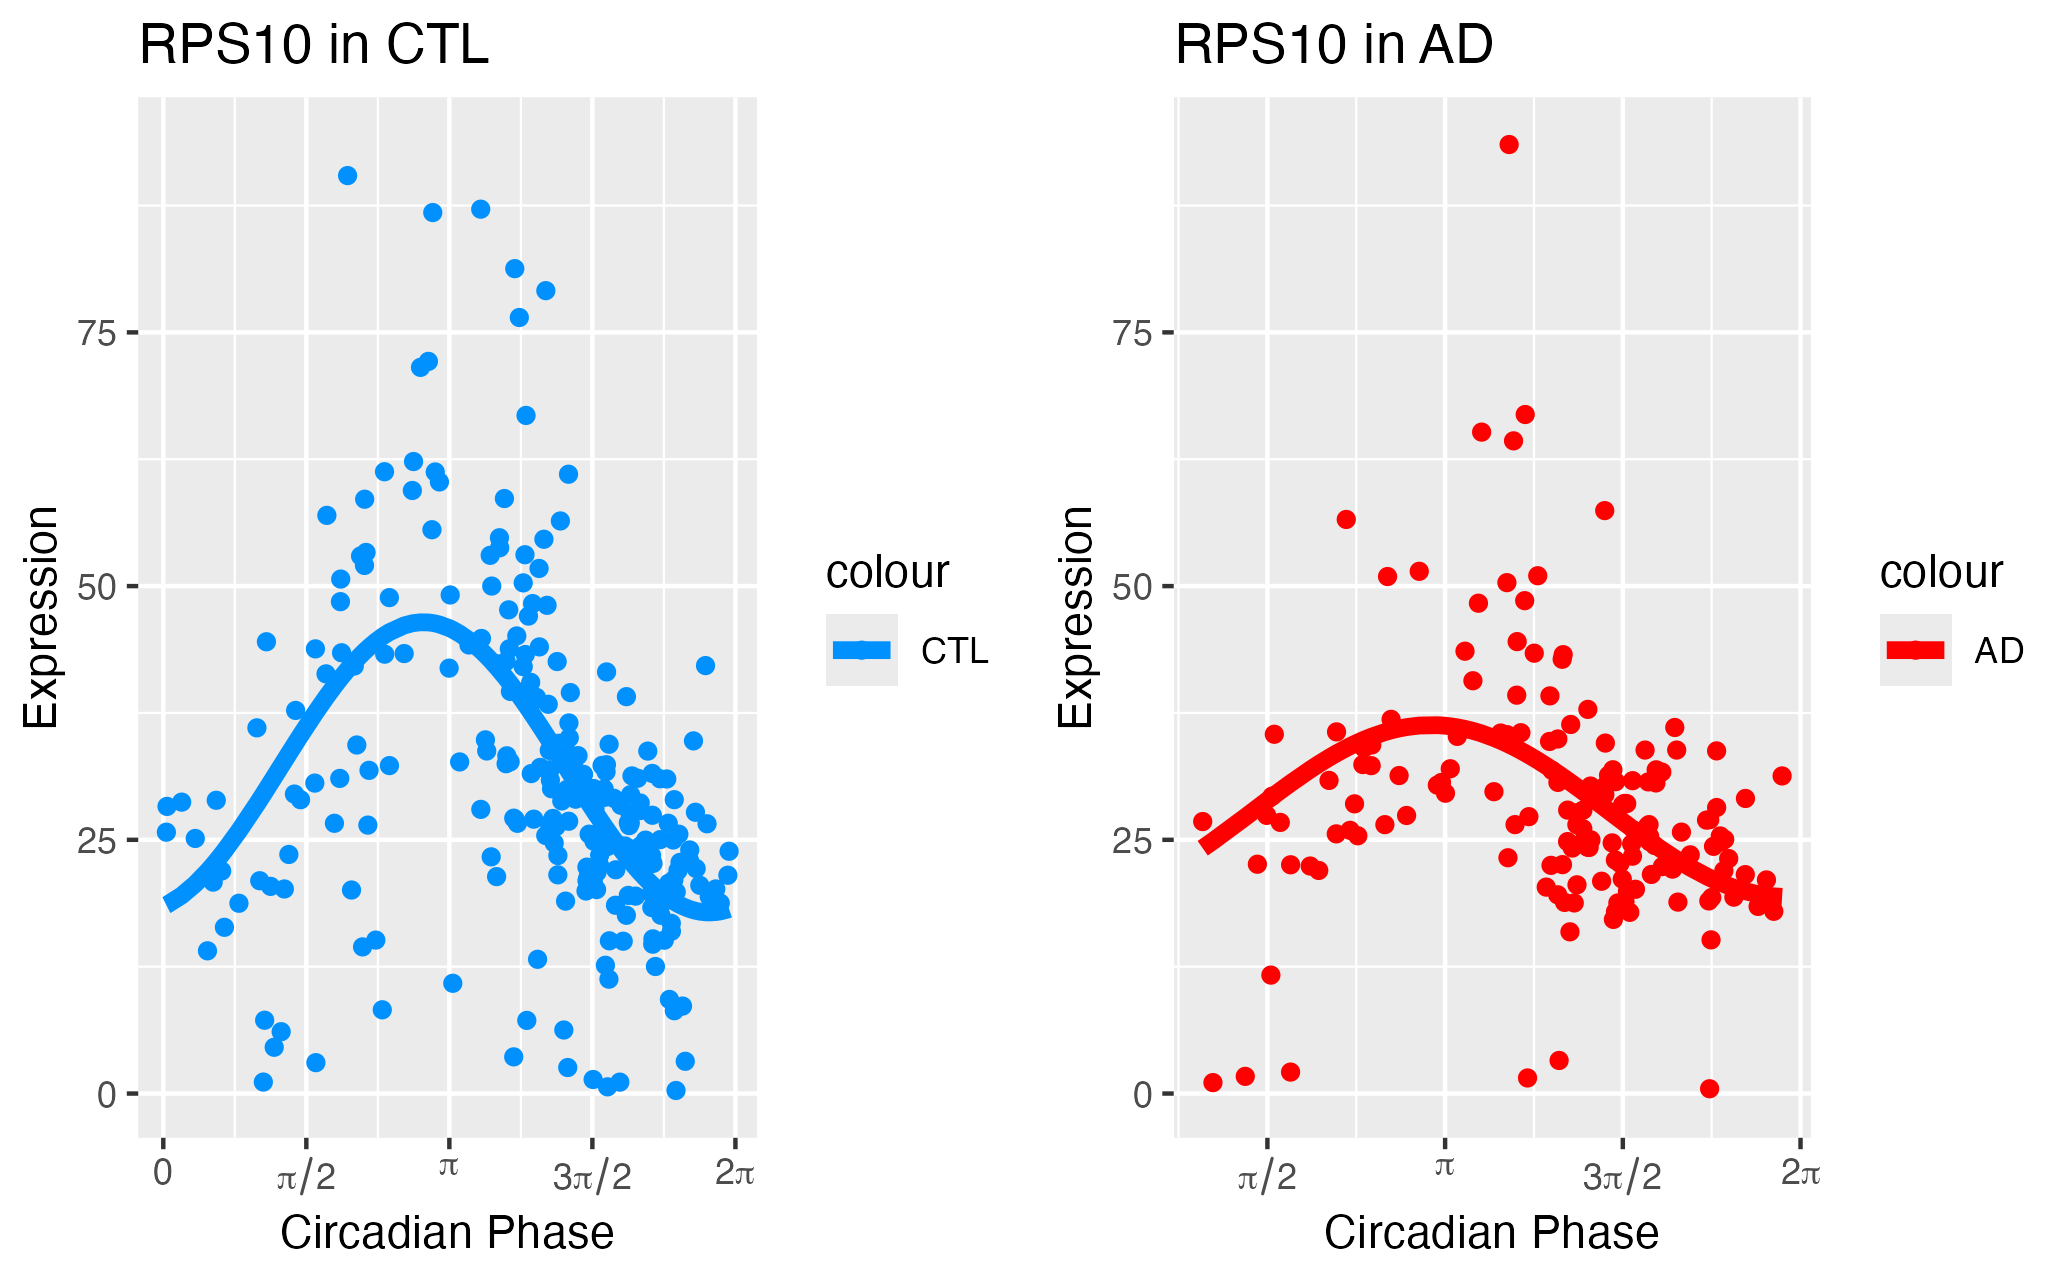 RPS10 in CTL
Expression
75
50
25
0
0 π/2 π 3π/2 2π
Circadian Phase
colour
CTL
RPS10 in AD
Expression
75
50
25
0
π/2 π 3π/2 2π
Circadian Phase
colour
AD